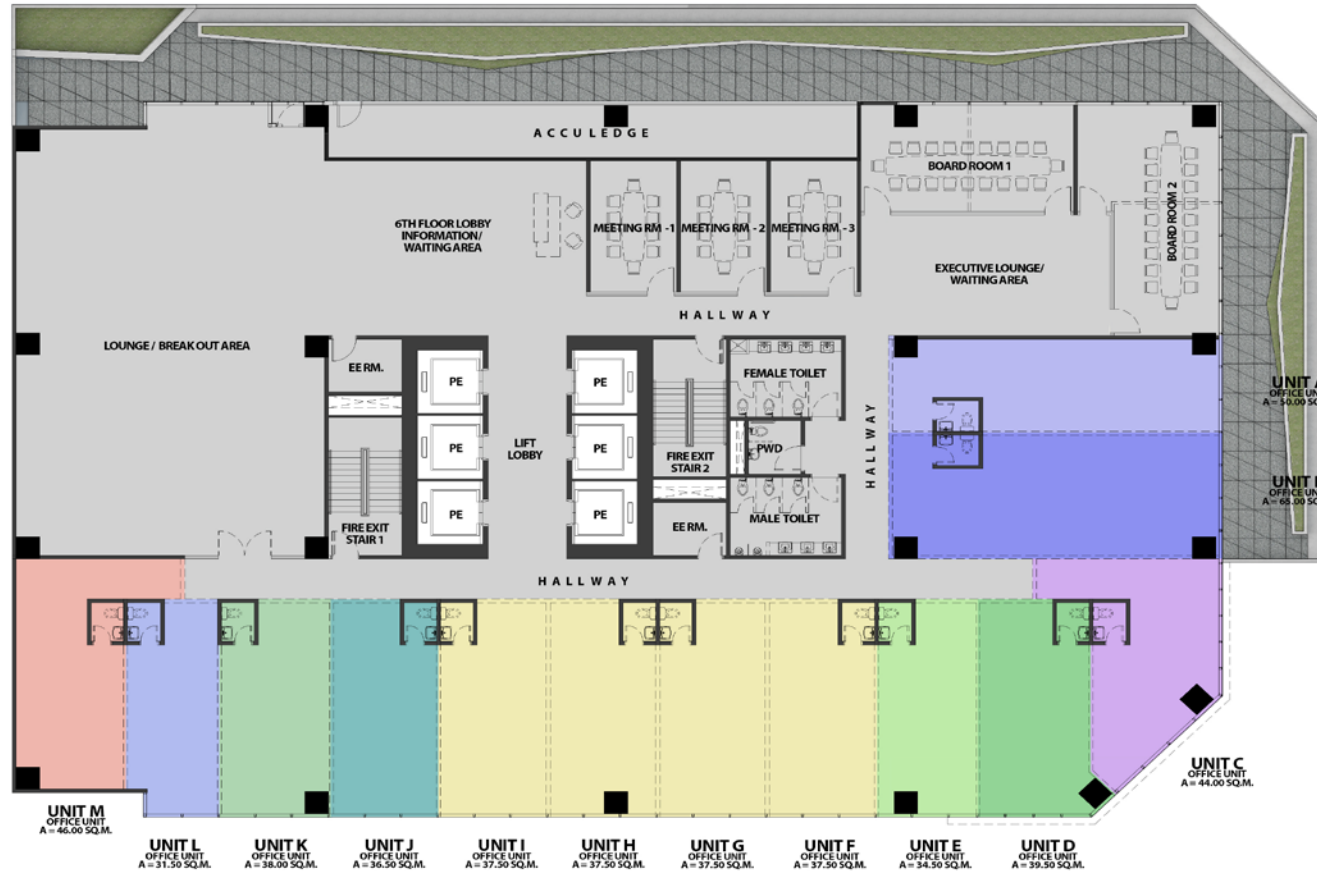 ACCULEDGE
BOARD ROOM 1
BOARD ROOM 2
6TH FLOOR LOBBY
INFORMATION/
WAITING AREA
MEETING RM - 1
MEETING RM - 2
MEETING RM - 3
EXECUTIVE LOUNGE/
WAITING AREA
HALLWAY
LOUNGE / BREAK OUT AREA
EE RM.
PE
PE
FEMALE TOILET
UNIT A
OFFICE UN
A = 50.00 SQ
HALLWAY
LIFT
LOBBY
PE
PE
FIRE EXIT
STAIR 2
PWD
UNIT
OFFICE UN
A = 65.00 SQ
FIRE EXIT
STAIR 1
PE
PE
EE RM.
MALE TOILET
HALLWAY
UNIT C
OFFICE UNIT
A = 44.00 SQ.M.
UNIT M
OFFICE UNIT
A = 46.00 SQ.M.
UNIT L
OFFICE UNIT
A = 31.50 SQ.M.
UNIT K
OFFICE UNIT
A = 38.00 SQ.M.
UNIT J
OFFICE UNIT
A = 36.50 SQ.M.
UNIT I
OFFICE UNIT
A = 37.50 SQ.M.
UNIT H
OFFICE UNIT
A = 37.50 SQ.M.
UNIT G
OFFICE UNIT
A = 37.50 SQ.M.
UNIT F
OFFICE UNIT
A = 37.50 SQ.M.
UNIT E
OFFICE UNIT
A = 34.50 SQ.M.
UNIT D
OFFICE UNIT
A = 39.50 SQ.M.